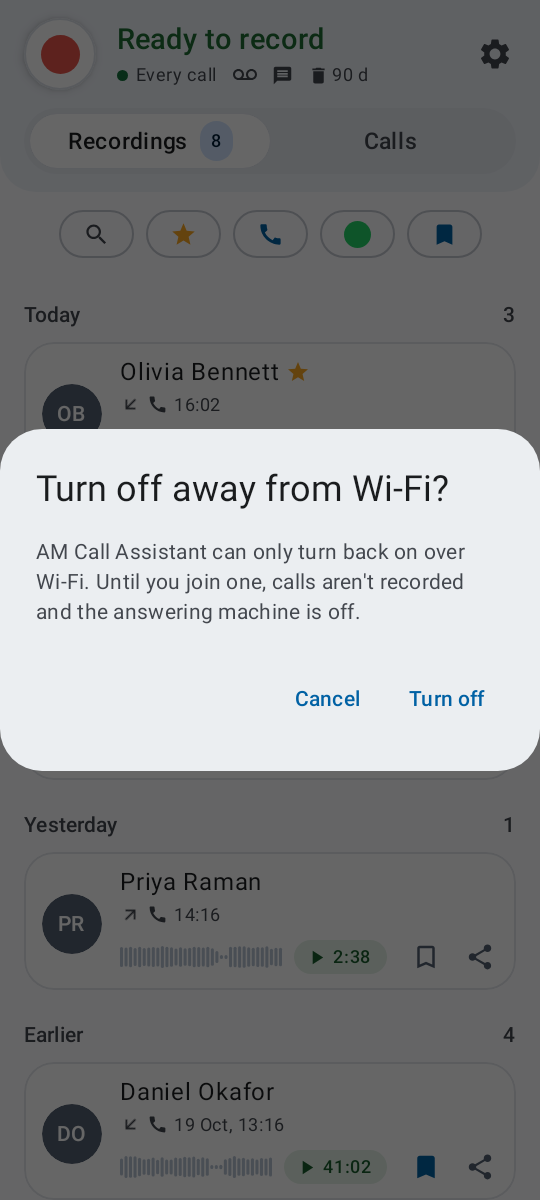 Ready to record
Every call 90 d
Recordings 8 Calls
Today 3
Olivia Bennett
OB
16:02
Turn off away from Wi-Fi?
AM Call Assistant can only turn back on over
Wi-Fi. Until you join one, calls aren't recorded
and the answering machine is off.
Cancel Turn off
Yesterday 1
Priya Raman
PR
14:16
2:38
Earlier 4
Daniel Okafor
DO
19 Oct, 13:16
41:02